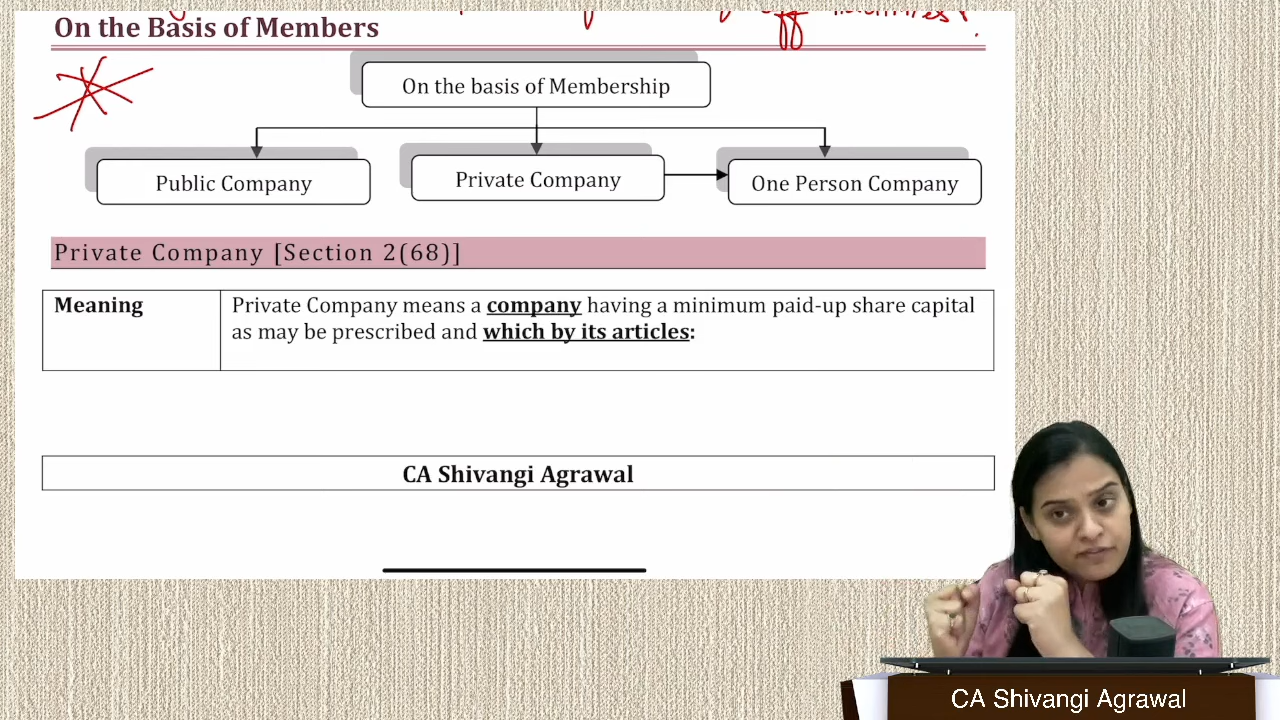 On the Basis of Members
On the basis of Membership
Public Company
Private Company
One Person Company
Private Company [Section 2(68)]
Meaning
Private Company means a company having a minimum paid-up share capital
as may be prescribed and which by its articles:
CA Shivangi Agrawal
CA Shivangi Agrawal